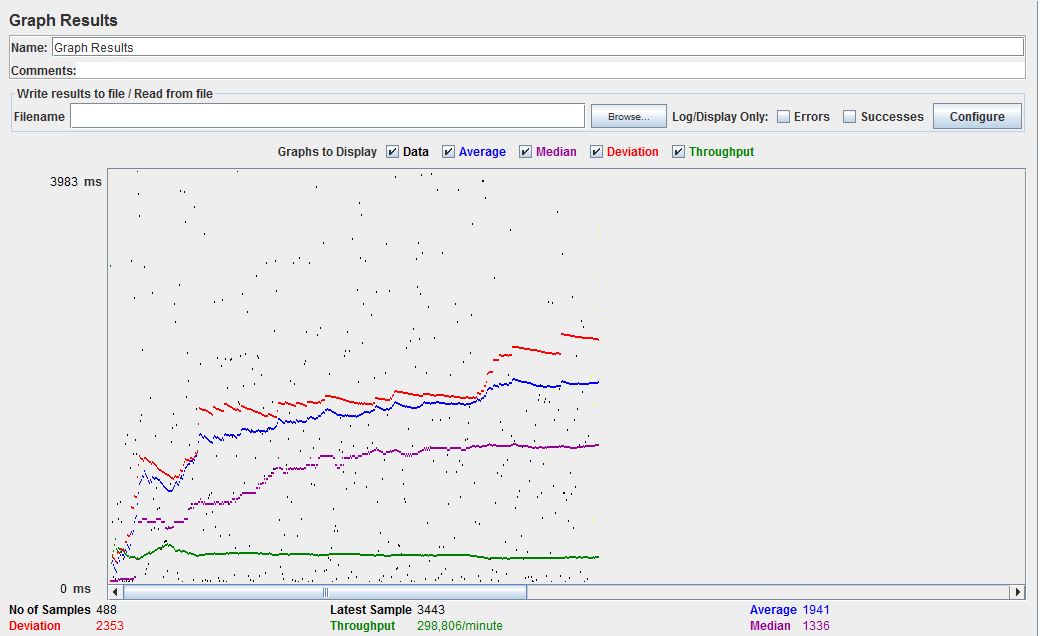 Graph Results
Name: Graph Results
Comments:
Write results to file / Read from file
Filename Browse... Log/Display Only: Errors Successes Configure
Graphs to Display Data Average Median Deviation Throughput
3983 ms
0 ms
No of Samples 488 Latest Sample 3443 Average 1941
Deviation 2353 Throughput 298,806/minute Median 1336